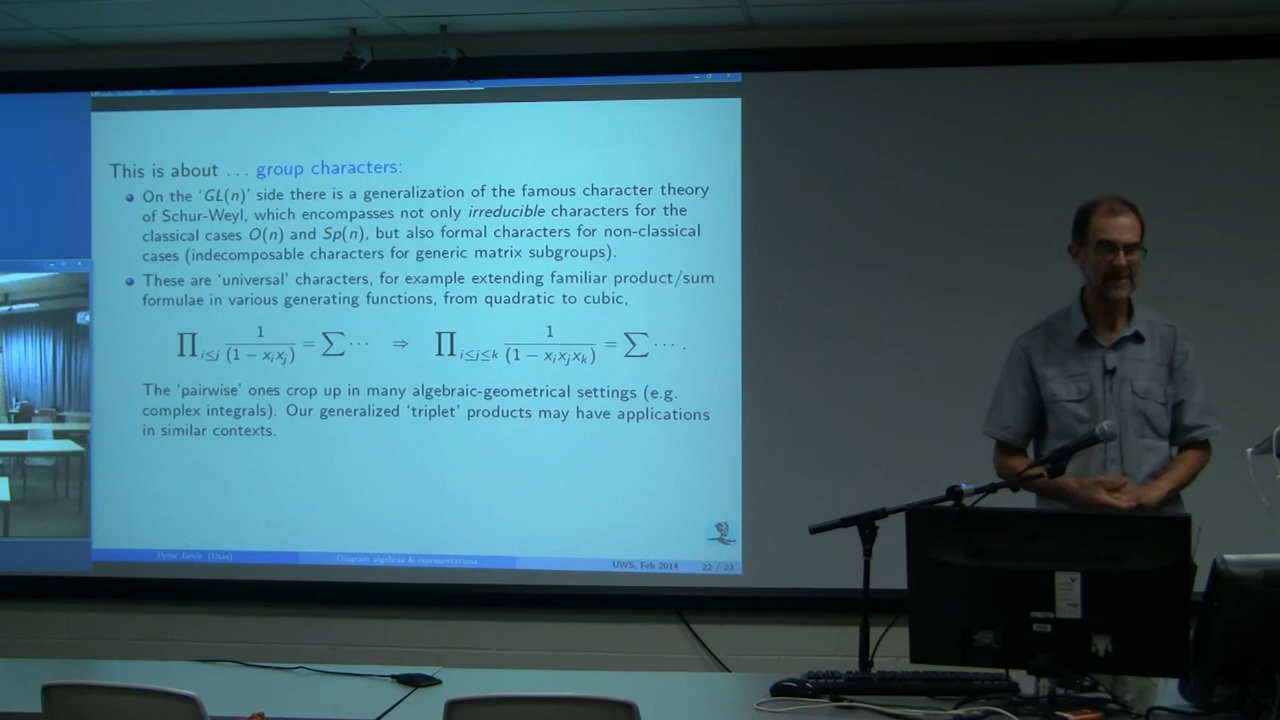 This is about ... group characters:
On the ‘GL(n)’ side there is a generalization of the famous character theory
of Schur-Weyl, which encompasses not only irreducible characters for the
classical cases O(n) and Sp(n), but also formal characters for non-classical
cases (indecomposable characters for generic matrix subgroups).
These are ‘universal’ characters, for example extending familiar product/sum
formulae in various generating functions, from quadratic to cubic,
∏ i≤j 1/(1 − xixj) = ∑ ··· ⇒ ∏ i≤j≤k 1/(1 − xixjxk) = ∑ ··· .
The ‘pairwise’ ones crop up in many algebraic-geometrical settings (e.g.
complex integrals). Our generalized ‘triplet’ products may have applications
in similar contexts.
Peter Jarvis (Utas) Diagram algebras & representations UWS, Feb 2014 22 / 23